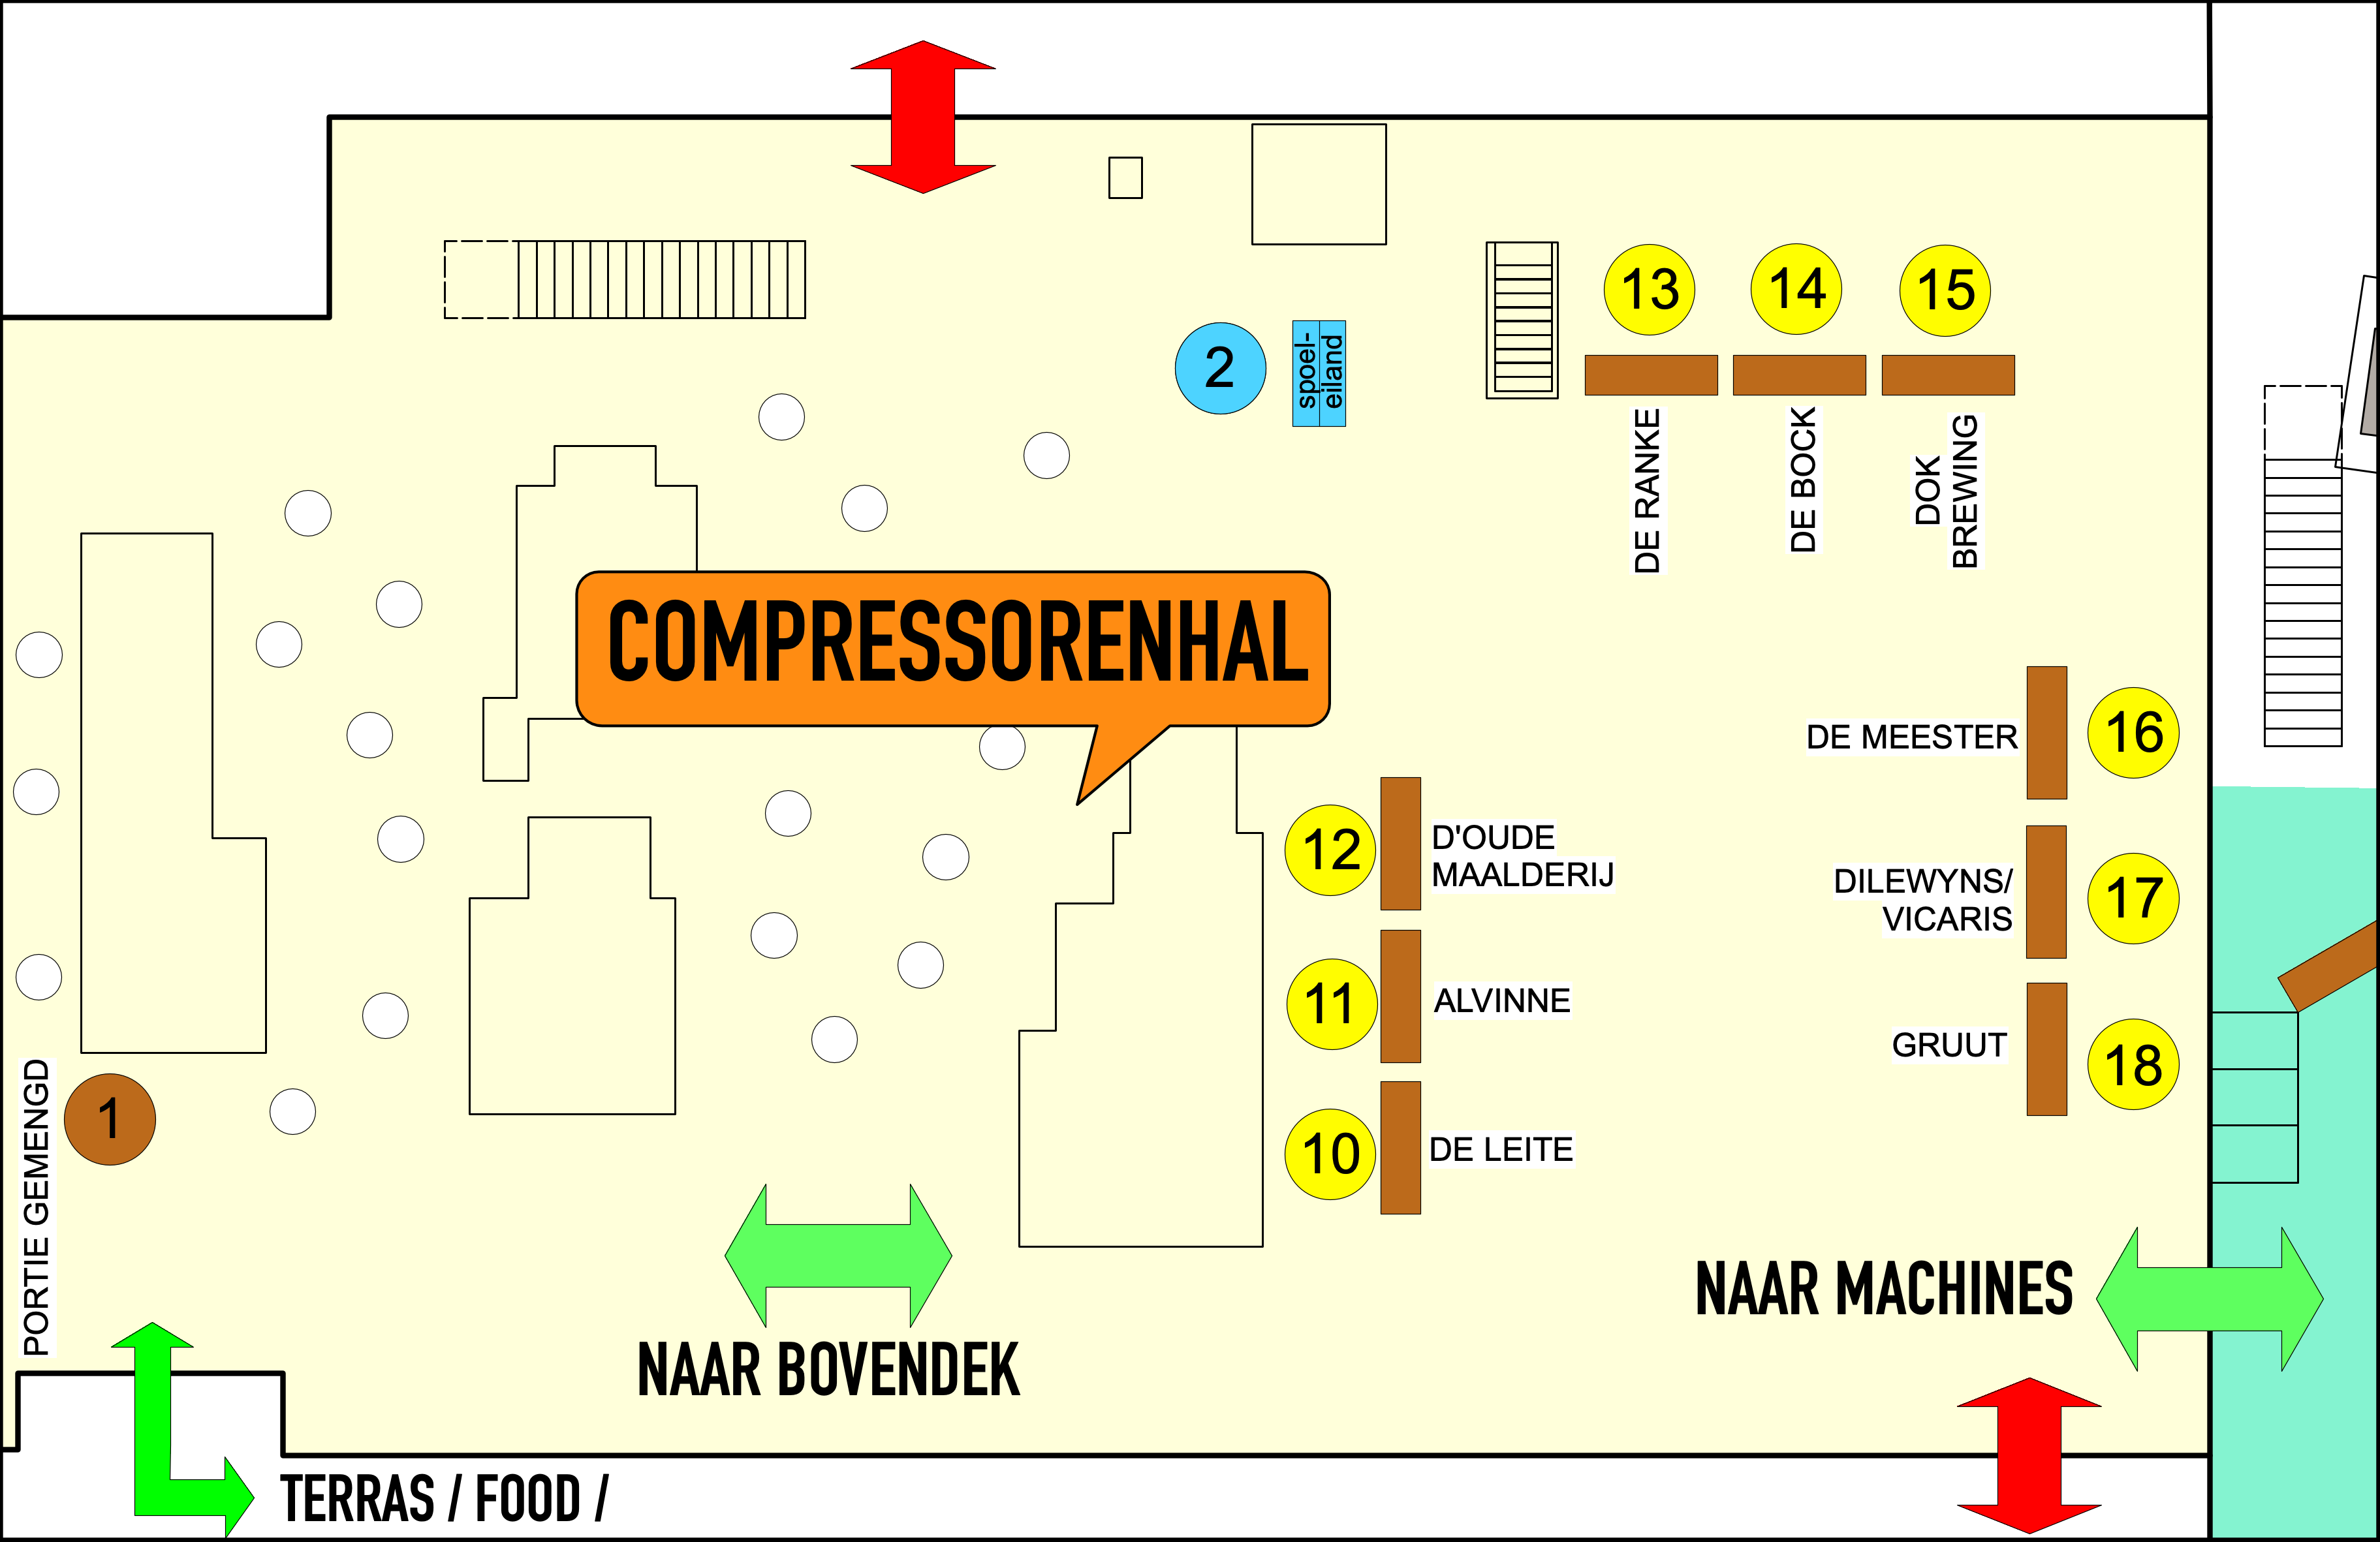 13
14
15
2
spoel-
eiland
DE RANKE
DE BOCK
DOK
BREWING
COMPRESSORENHAL
DE MEESTER
16
12
D'OUDE
MAALDERIJ
DILEWYNS/
VICARIS
17
11
ALVINNE
GRUUT
18
PORTIE GEMENGD
1
10
DE LEITE
NAAR MACHINES
NAAR BOVENDEK
TERRAS / FOOD /